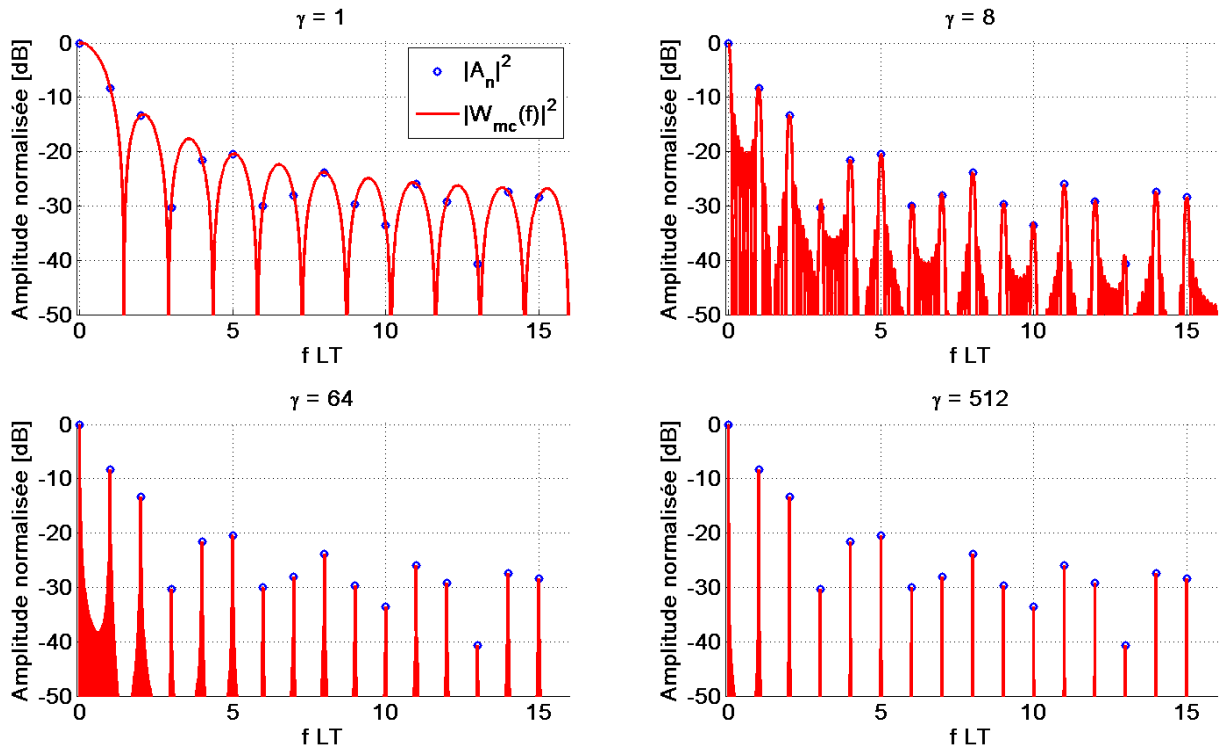 γ = 1
Amplitude normalisée [dB]
0
-10
-20
-30
-40
-50
0 5 10 15
f LT
|A_n|^2
|W_mc(f)|^2
γ = 8
Amplitude normalisée [dB]
0
-10
-20
-30
-40
-50
0 5 10 15
f LT
γ = 64
Amplitude normalisée [dB]
0
-10
-20
-30
-40
-50
0 5 10 15
f LT
γ = 512
Amplitude normalisée [dB]
0
-10
-20
-30
-40
-50
0 5 10 15
f LT